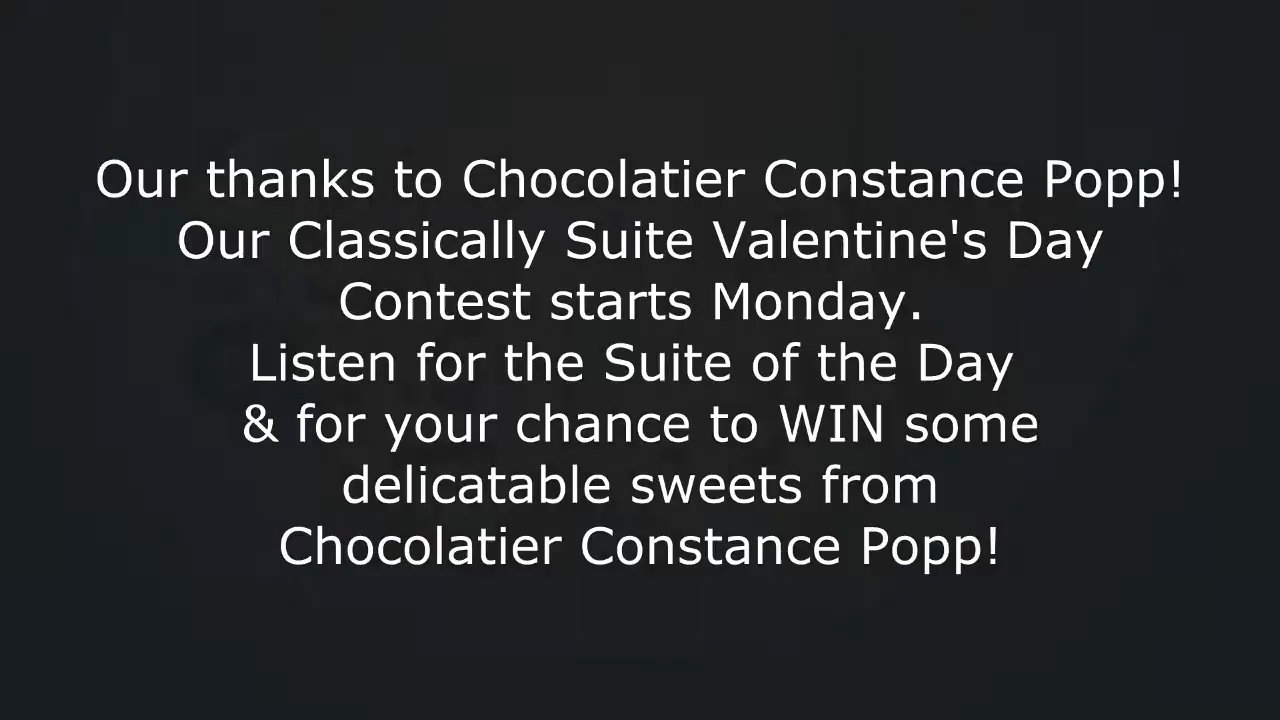 Our thanks to Chocolatier Constance Popp!
Our Classically Suite Valentine's Day
Contest starts Monday.
Listen for the Suite of the Day
& for your chance to WIN some
delicatable sweets from
Chocolatier Constance Popp!